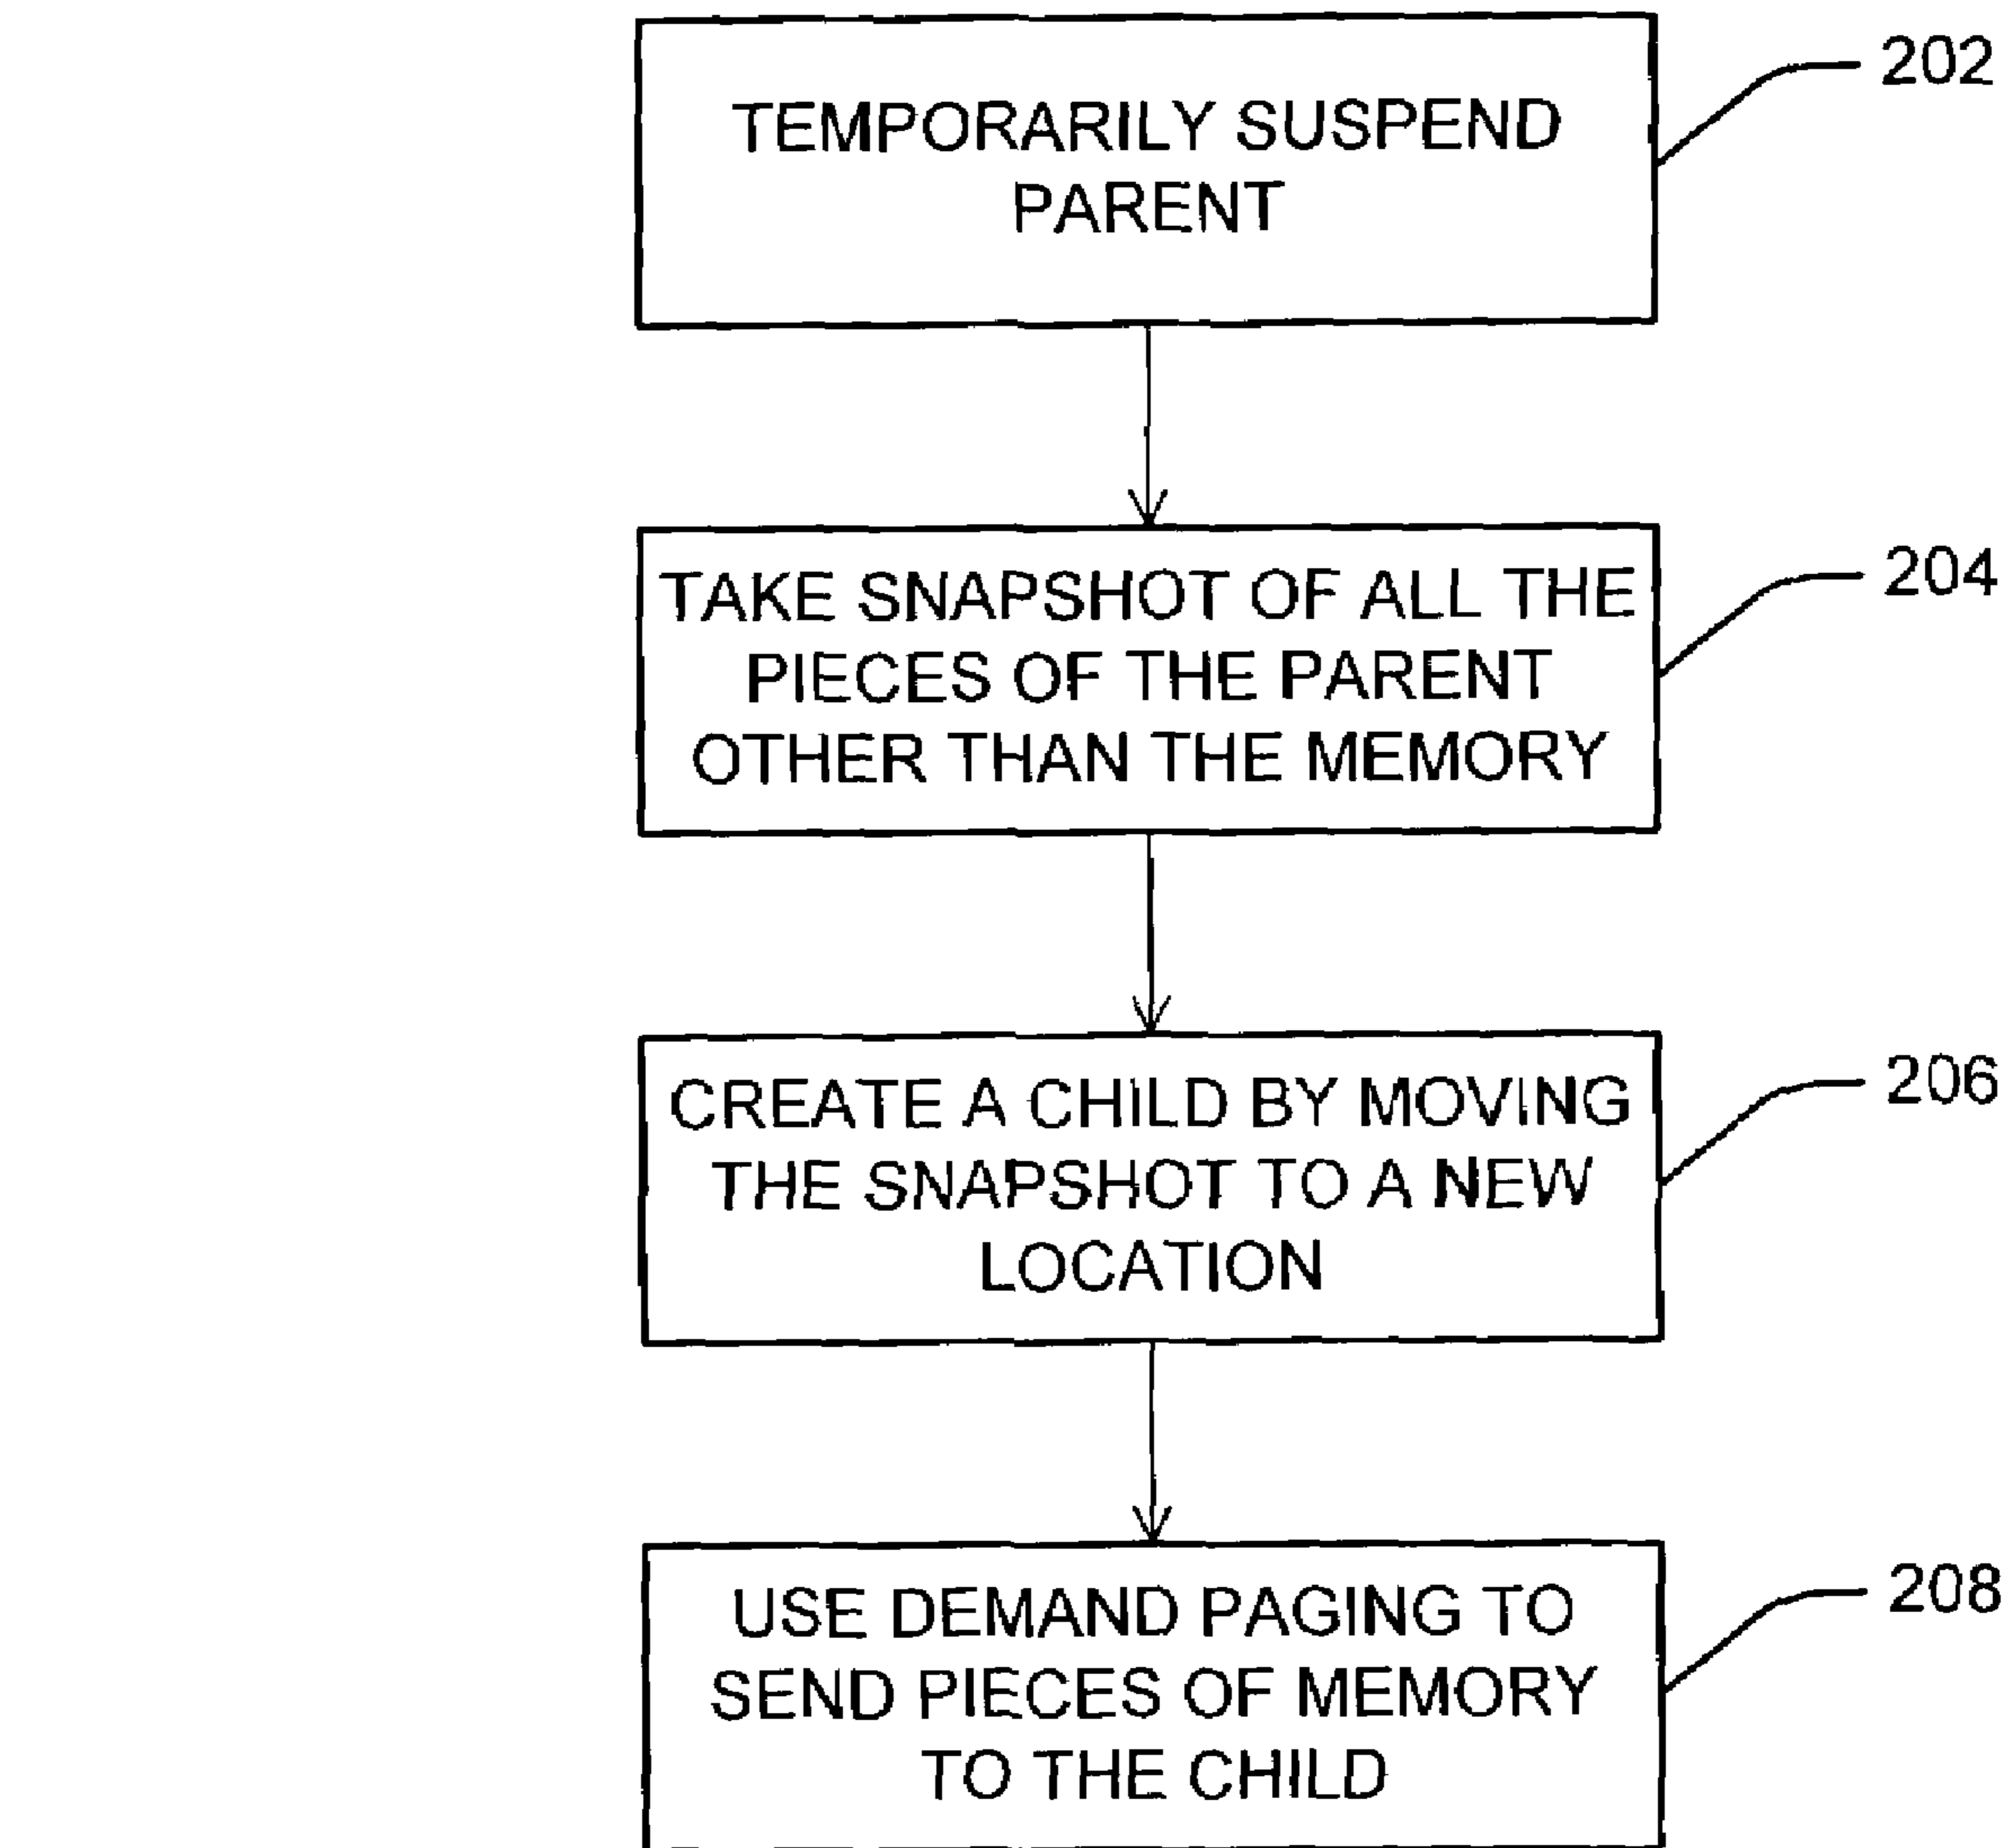 TEMPORARILY SUSPEND
PARENT
202
TAKE SNAPSHOT OF ALL THE
PIECES OF THE PARENT
OTHER THAN THE MEMORY
204
CREATE A CHILD BY MOVING
THE SNAPSHOT TO A NEW
LOCATION
206
USE DEMAND PAGING TO
SEND PIECES OF MEMORY
TO THE CHILD
208